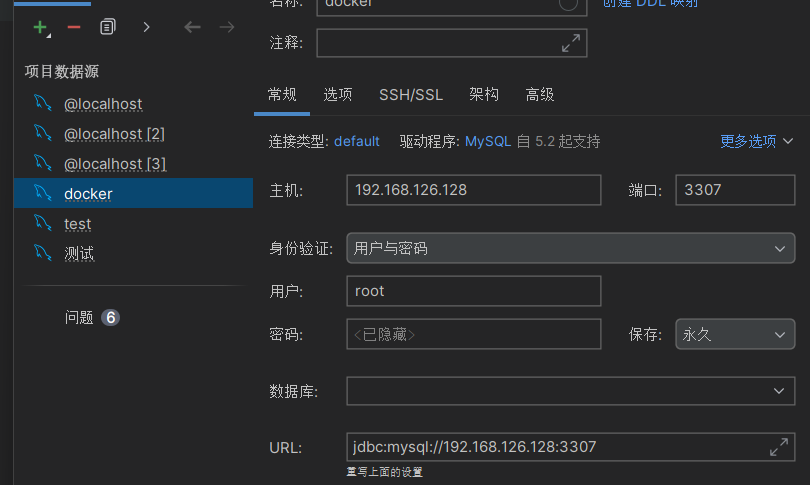 名称: docker 创建 DDL 映射
注释:
项目数据源
@localhost
@localhost [2]
@localhost [3]
docker
test
测试
问题 6
常规 选项 SSH/SSL 架构 高级
连接类型: default 驱动程序: MySQL 自 5.2 起支持 更多选项
主机: 192.168.126.128 端口: 3307
身份验证: 用户与密码
用户: root
密码: <已隐藏> 保存: 永久
数据库:
URL: jdbc:mysql://192.168.126.128:3307
重写上面的设置